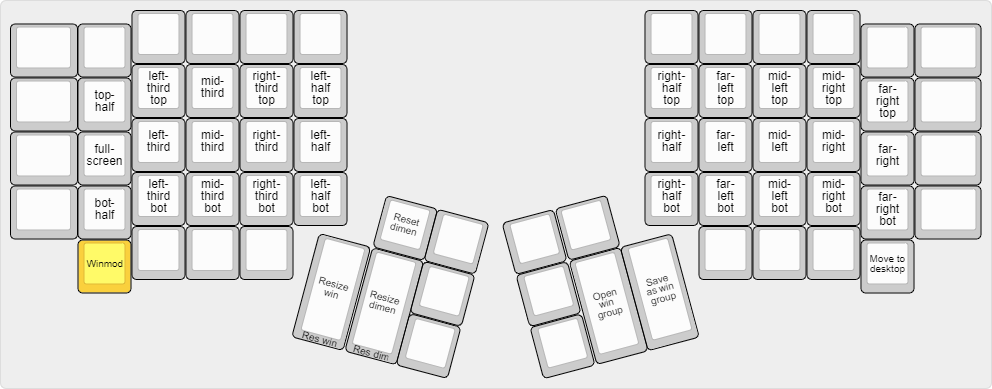 top-
half
left-
third
top
mid-
third
right-
third
top
left-
half
top
full-
screen
left-
third
mid-
third
right-
third
left-
half
bot-
half
left-
third
bot
mid-
third
bot
right-
third
bot
left-
half
bot
Winmod
Reset
dimen
Resize
win
Res win
Resize
dimen
Res dim
right-
half
top
far-
left
top
mid-
left
top
mid-
right
top
far-
right
top
right-
half
far-
left
mid-
left
mid-
right
far-
right
right-
half
bot
far-
left
bot
mid-
left
bot
mid-
right
bot
far-
right
bot
Move to
desktop
Open
win
group
Save
as win
group